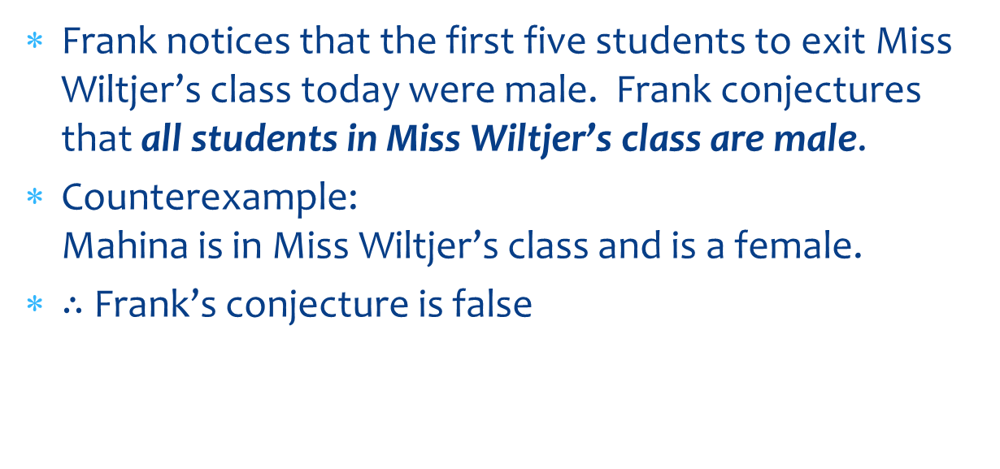 * Frank notices that the first five students to exit Miss
Wiltjer’s class today were male.  Frank conjectures
that all students in Miss Wiltjer’s class are male.
* Counterexample:
Mahina is in Miss Wiltjer’s class and is a female.
* ∴ Frank’s conjecture is false